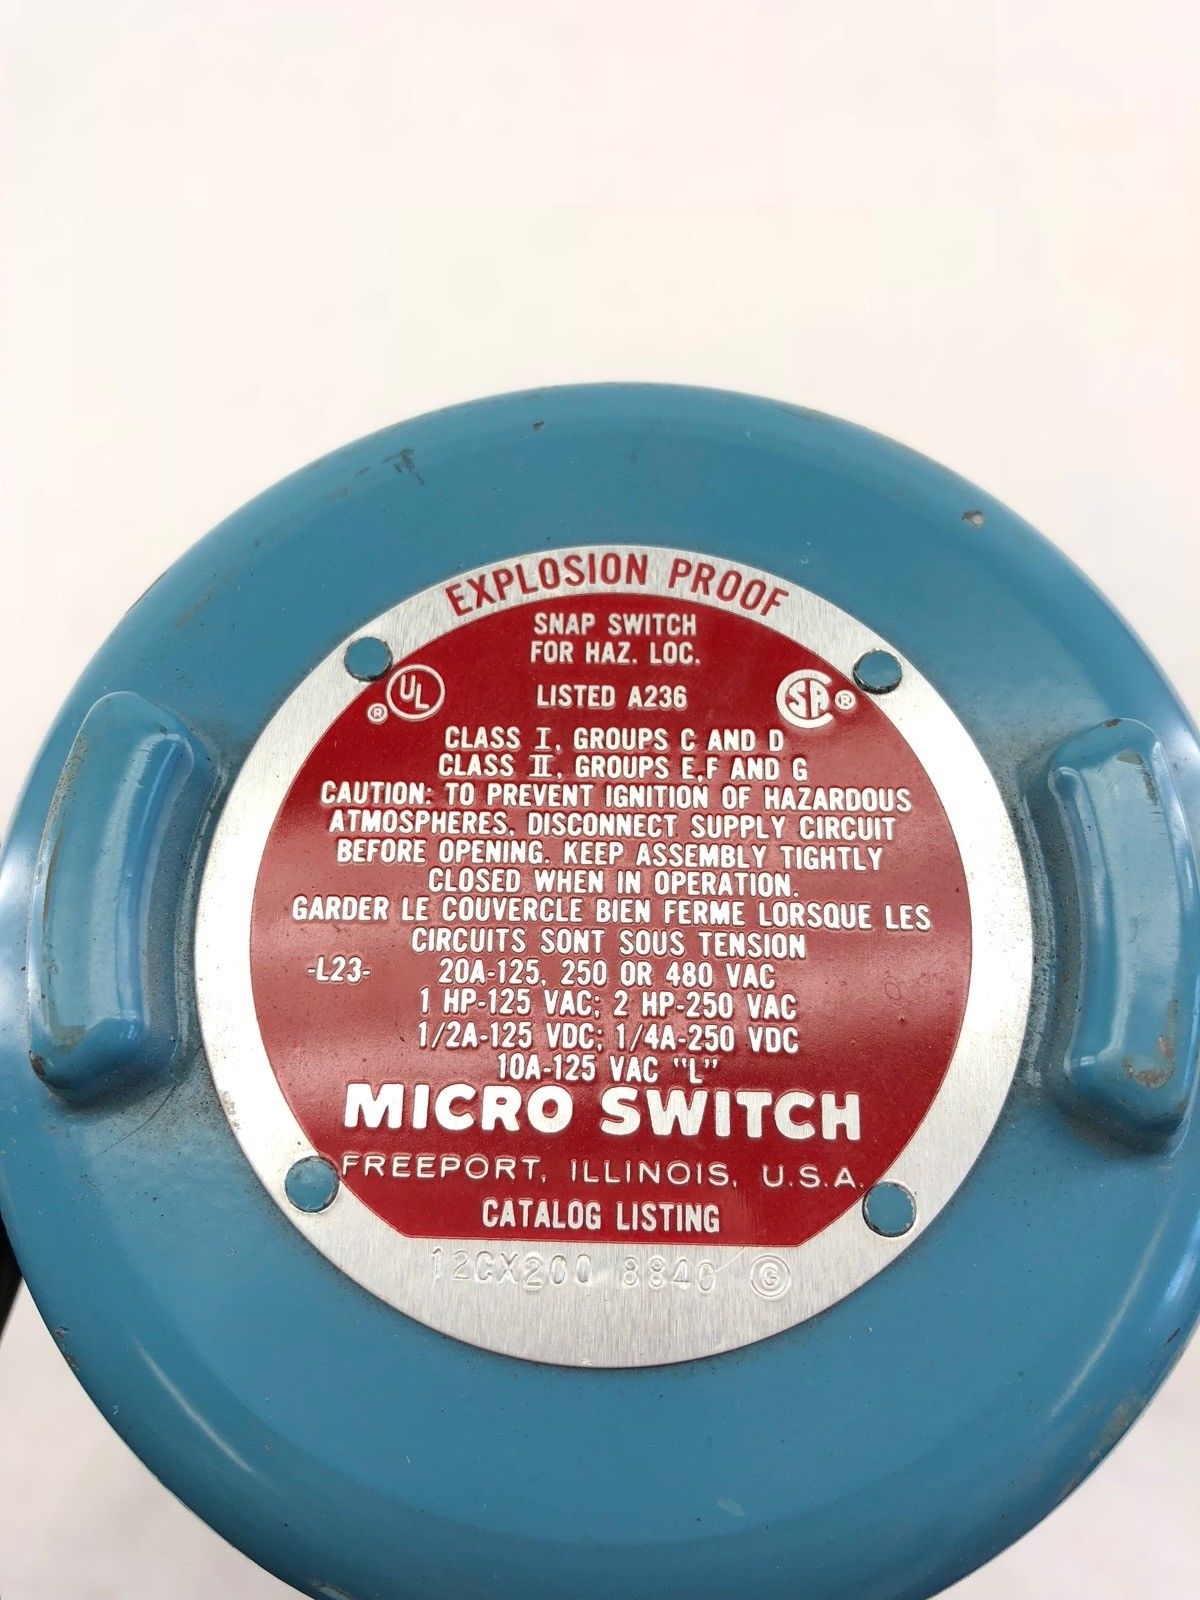 EXPLOSION PROOF
SNAP SWITCH
FOR HAZ. LOC.
® UL LISTED A236 CSA ®
CLASS I, GROUPS C AND D
CLASS II, GROUPS E,F AND G
CAUTION: TO PREVENT IGNITION OF HAZARDOUS
ATMOSPHERES, DISCONNECT SUPPLY CIRCUIT
BEFORE OPENING. KEEP ASSEMBLY TIGHTLY
CLOSED WHEN IN OPERATION.
GARDER LE COUVERCLE BIEN FERME LORSQUE LES
CIRCUITS SONT SOUS TENSION
-L23- 20A-125, 250 OR 480 VAC
1 HP-125 VAC; 2 HP-250 VAC
1/2A-125 VDC; 1/4A-250 VDC
10A-125 VAC "L"
MICRO SWITCH
FREEPORT, ILLINOIS, U.S.A.
CATALOG LISTING
12CX200 8846 G